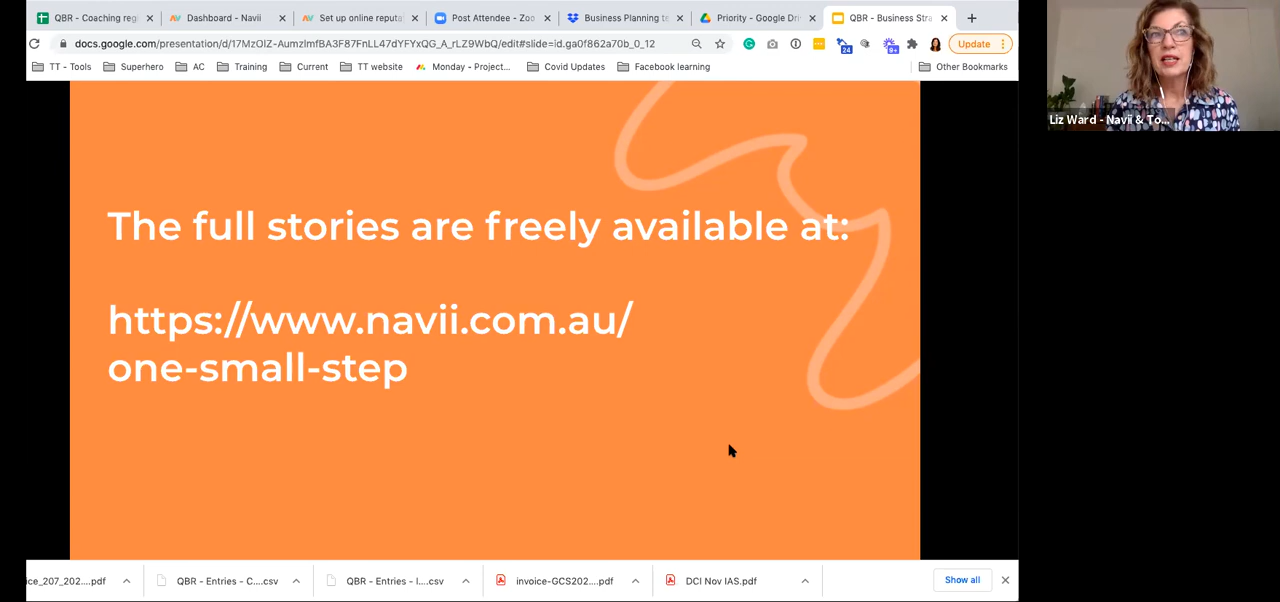 QBR - Coaching reg
Dashboard - Navii
Set up online reputa
Post Attendee - Zoo
Business Planning te
Priority - Google Dri
QBR - Business Stra
docs.google.com/presentation/d/17MzOlZ-AumzlmfBA3F87FnLL47dYFYxQG_A_rLZ9WbQ/edit#slide=id.ga0f862a70b_0_12
24
8+
Update
TT - Tools
Superhero
AC
Training
Current
TT website
Monday - Project...
Covid Updates
Facebook learning
Other Bookmarks
Liz Ward - Navii & To...
The full stories are freely available at:
https://www.navii.com.au/
one-small-step
ice_207_202....pdf
QBR - Entries - C....csv
QBR - Entries - I....csv
invoice-GCS202....pdf
DCI Nov IAS.pdf
Show all